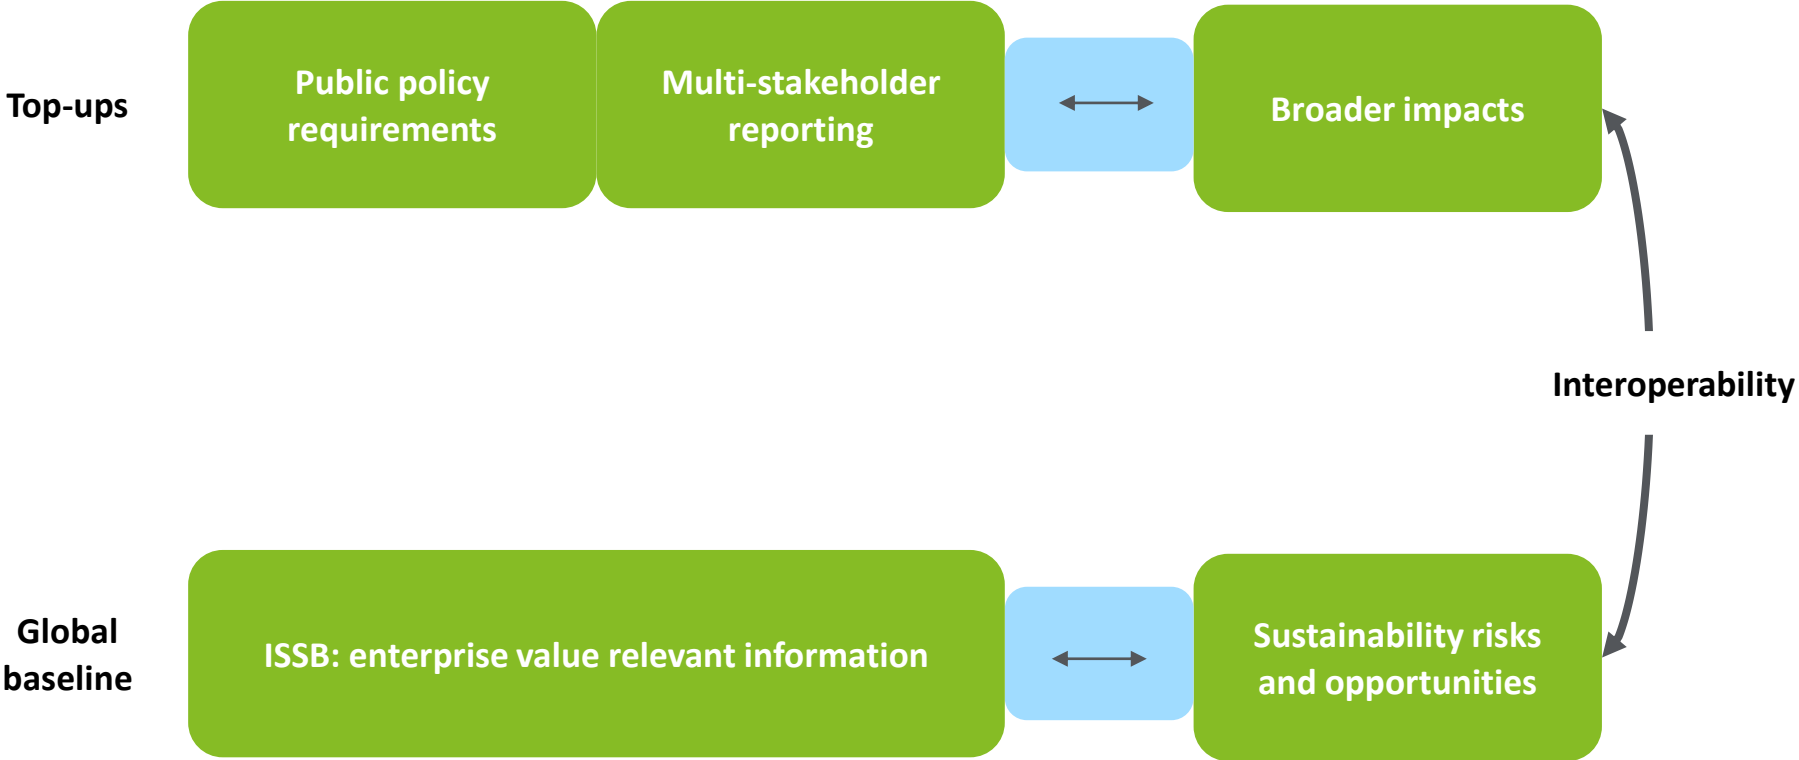 Top-ups
Public policy
requirements
Multi-stakeholder
reporting
Broader impacts
Interoperability
Global
baseline
ISSB: enterprise value relevant information
Sustainability risks
and opportunities